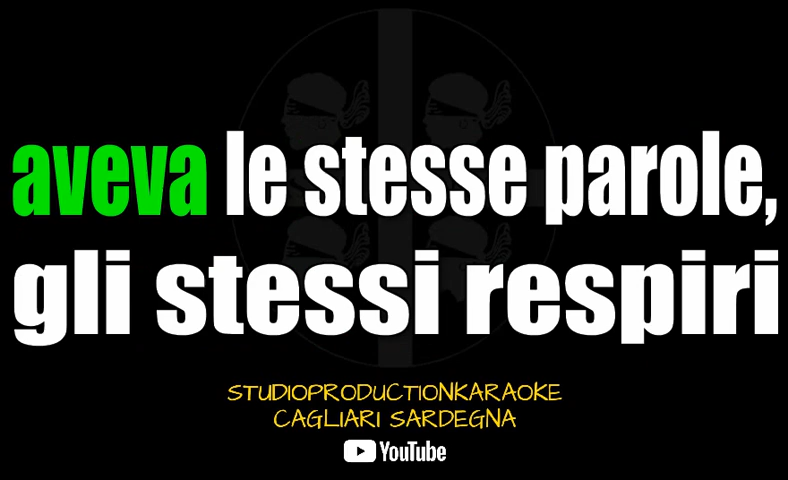 aveva le stesse parole,
gli stessi respiri
STUDIOPRODUCTIONKARAOKE
CAGLIARI SARDEGNA
YouTube